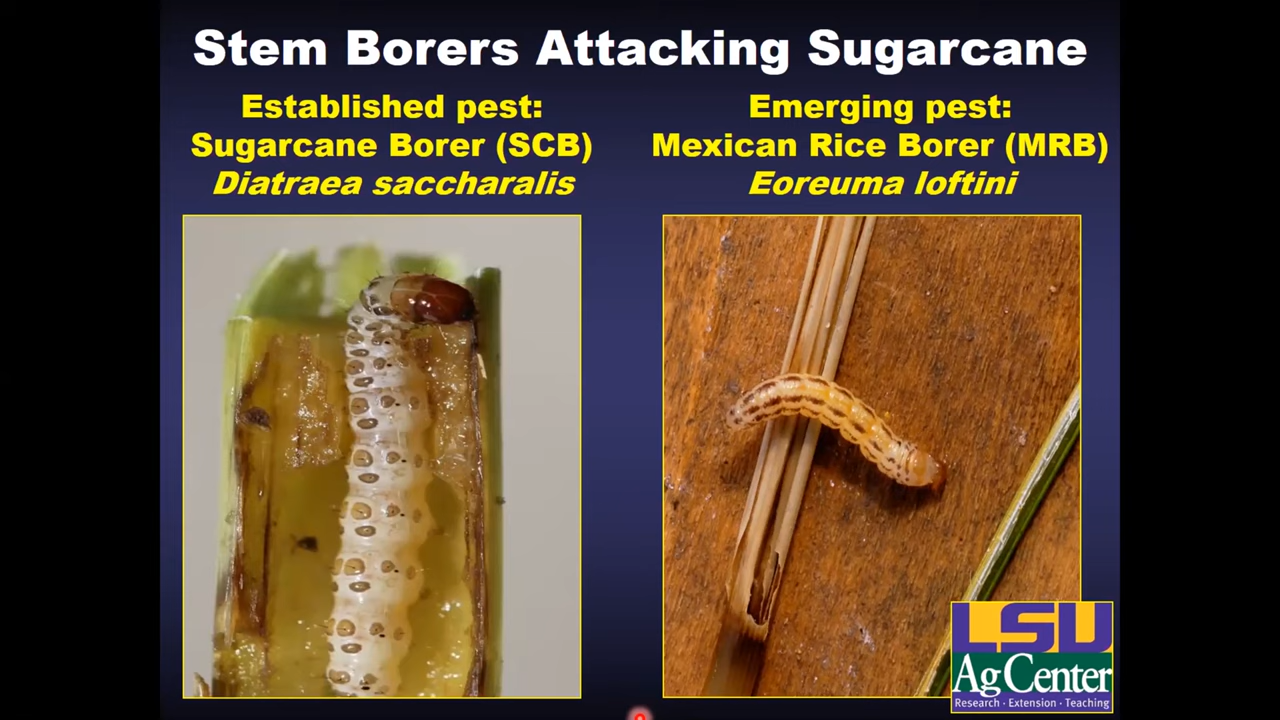 Stem Borers Attacking Sugarcane
Established pest:
Sugarcane Borer (SCB)
Diatraea saccharalis
Emerging pest:
Mexican Rice Borer (MRB)
Eoreuma loftini
LSU
AgCenter
Research · Extension · Teaching